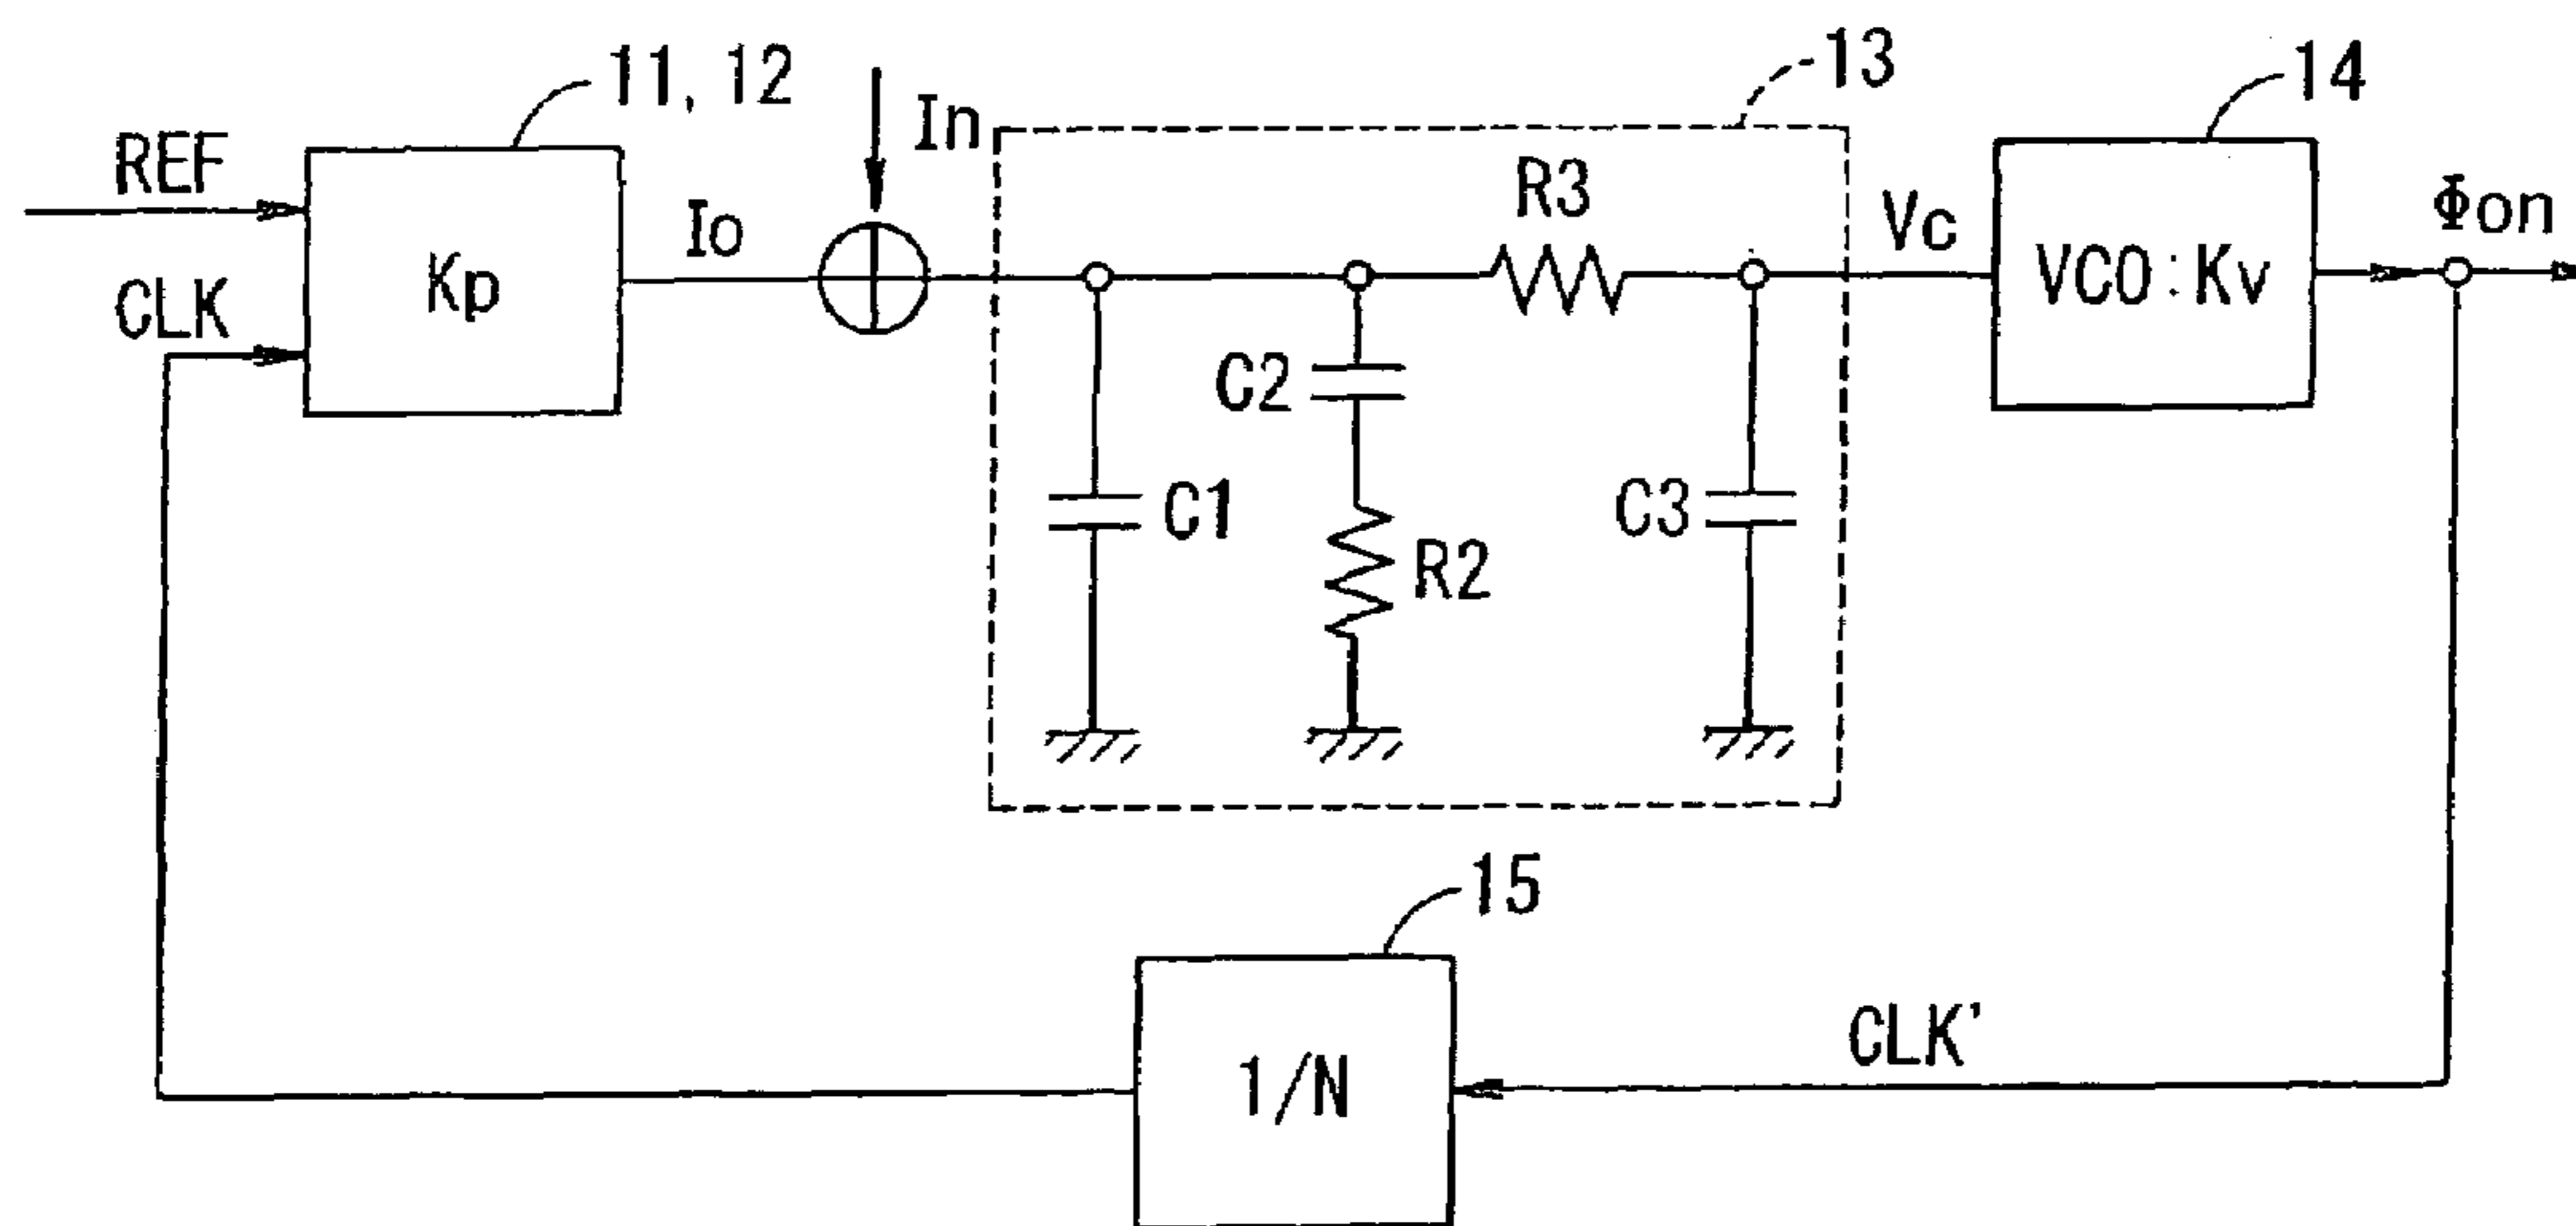 11, 12
13
14
In
REF
R3
Io
Vc
Φon
CLK
Kp
VCO:Kv
C2
C1
C3
R2
15
CLK'
1/N